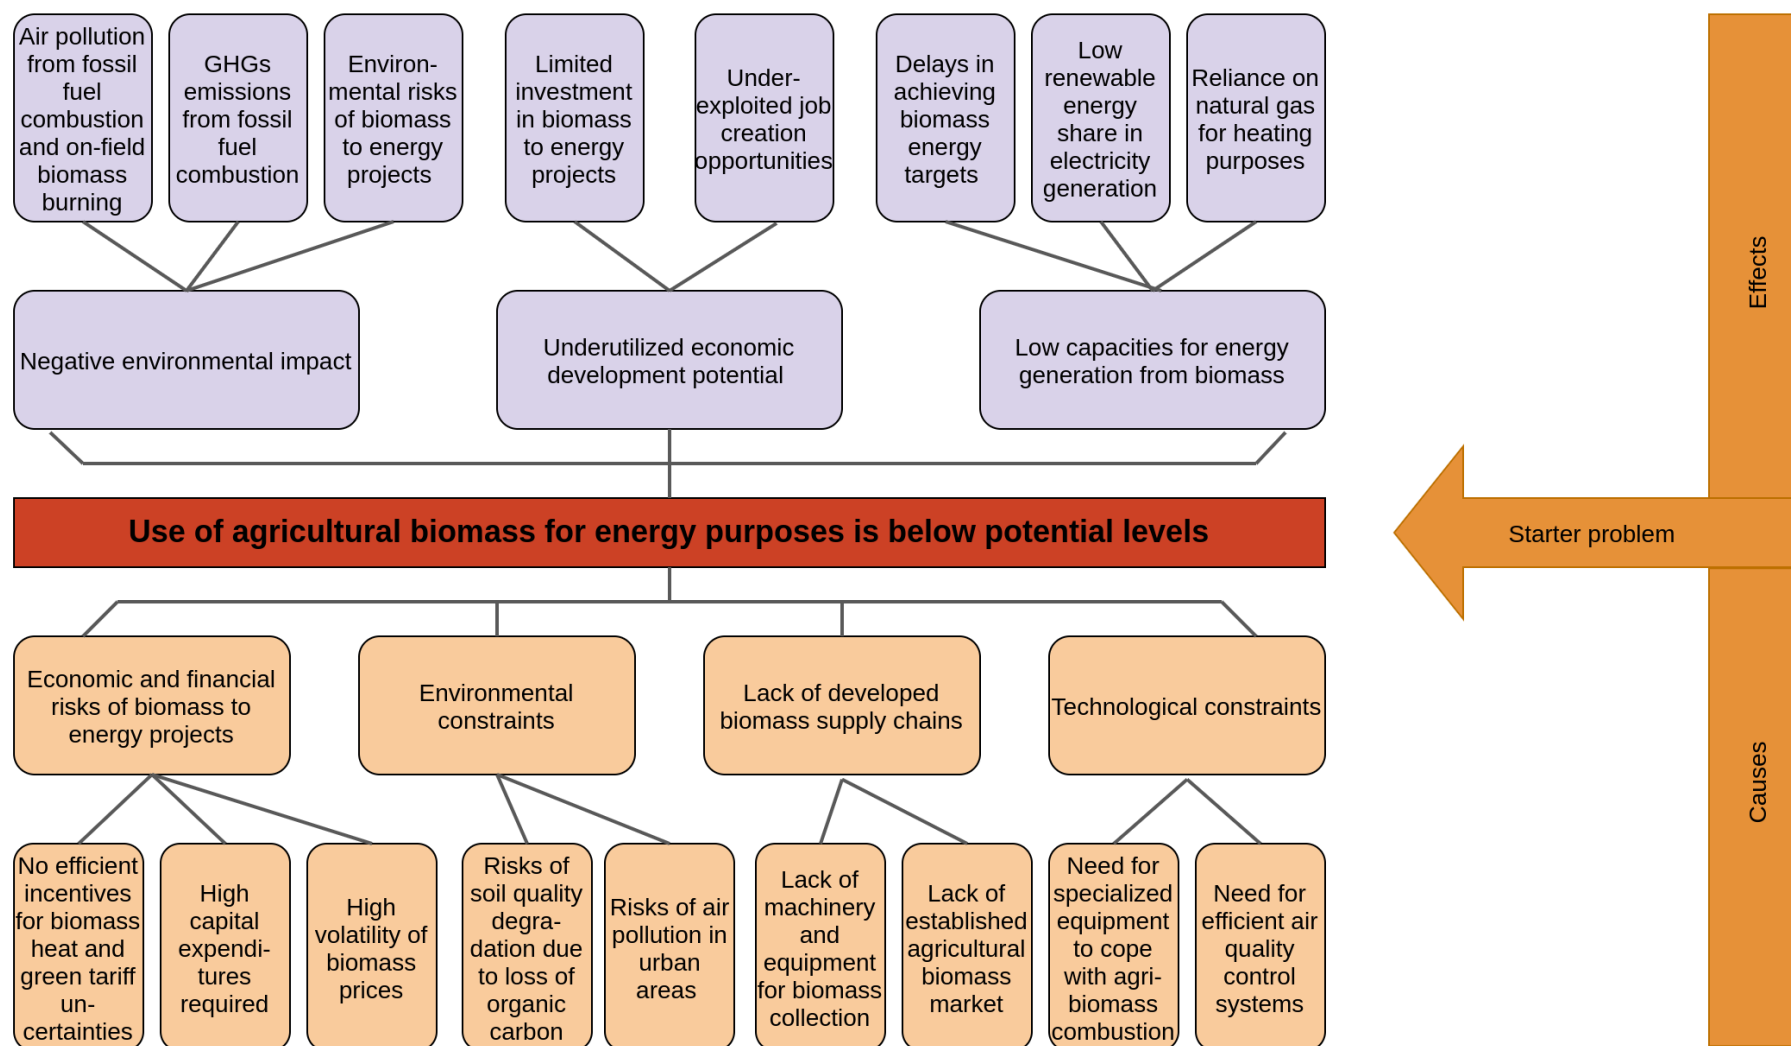 Air pollution
from fossil
fuel
combustion
and on-field
biomass
burning
GHGs
emissions
from fossil
fuel
combustion
Environ-
mental risks
of biomass
to energy
projects
Limited
investment
in biomass
to energy
projects
Under-
exploited job
creation
opportunities
Delays in
achieving
biomass
energy
targets
Low
renewable
energy
share in
electricity
generation
Reliance on
natural gas
for heating
purposes
Effects
Negative environmental impact
Underutilized economic
development potential
Low capacities for energy
generation from biomass
Use of agricultural biomass for energy purposes is below potential levels
Starter problem
Economic and financial
risks of biomass to
energy projects
Environmental
constraints
Lack of developed
biomass supply chains
Technological constraints
Causes
No efficient
incentives
for biomass
heat and
green tariff
un-
certainties
High
capital
expendi-
tures
required
High
volatility of
biomass
prices
Risks of
soil quality
degra-
dation due
to loss of
organic
carbon
Risks of air
pollution in
urban
areas
Lack of
machinery
and
equipment
for biomass
collection
Lack of
established
agricultural
biomass
market
Need for
specialized
equipment
to cope
with agri-
biomass
combustion
Need for
efficient air
quality
control
systems